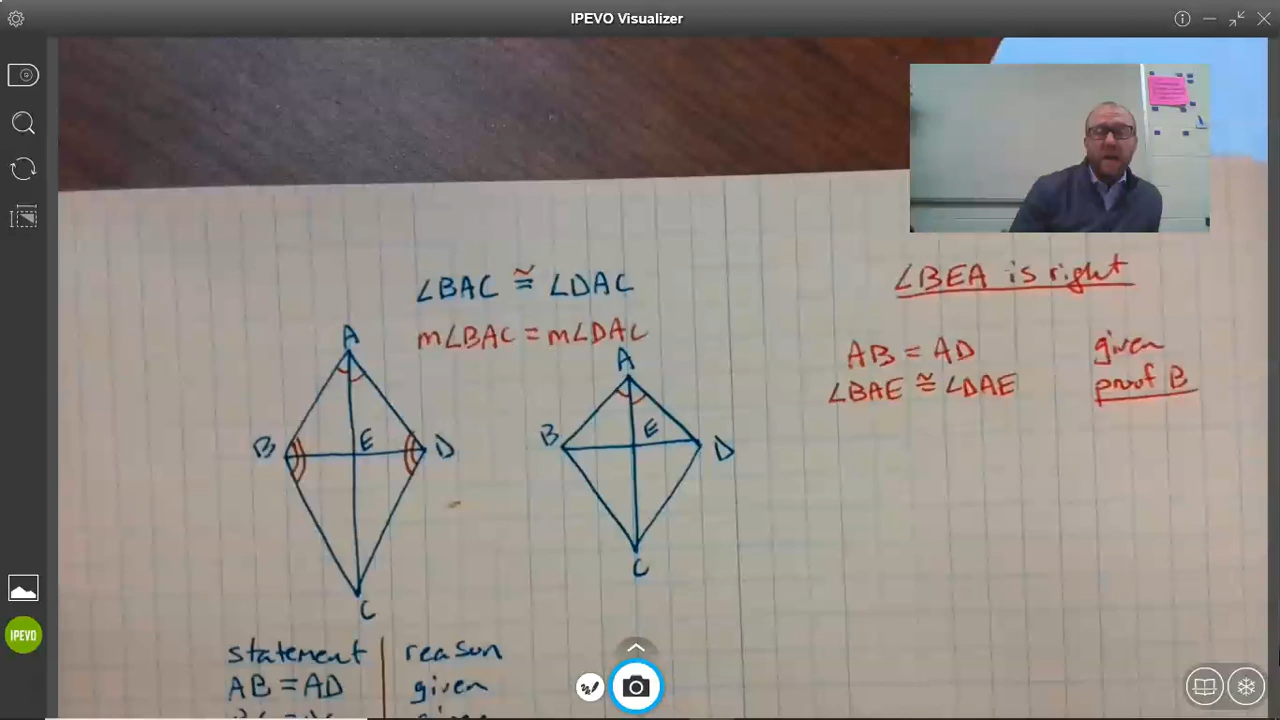 IPEVO Visualizer
∠BAC ≅ ∠DAC
m∠BAC = m∠DAC
A
B
E
D
C
A
B
E
D
C
∠BEA is right
AB = AD given
∠BAE ≅ ∠DAE proof B
statement reason
AB = AD given
IPEVO